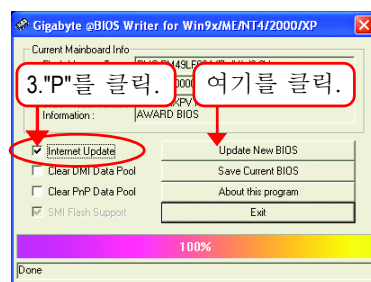 Gigabyte @BIOS Writer for Win9x/ME/NT4/2000/XP
Current Mainboard Info
3."P"를 클릭.
여기를 클릭.
Information :
AWARD BIOS
Internet Update
Update New BIOS
Clear DMI Data Pool
Save Current BIOS
Clear PnP Data Pool
About this program
SMI Flash Support
Exit
100%
Done